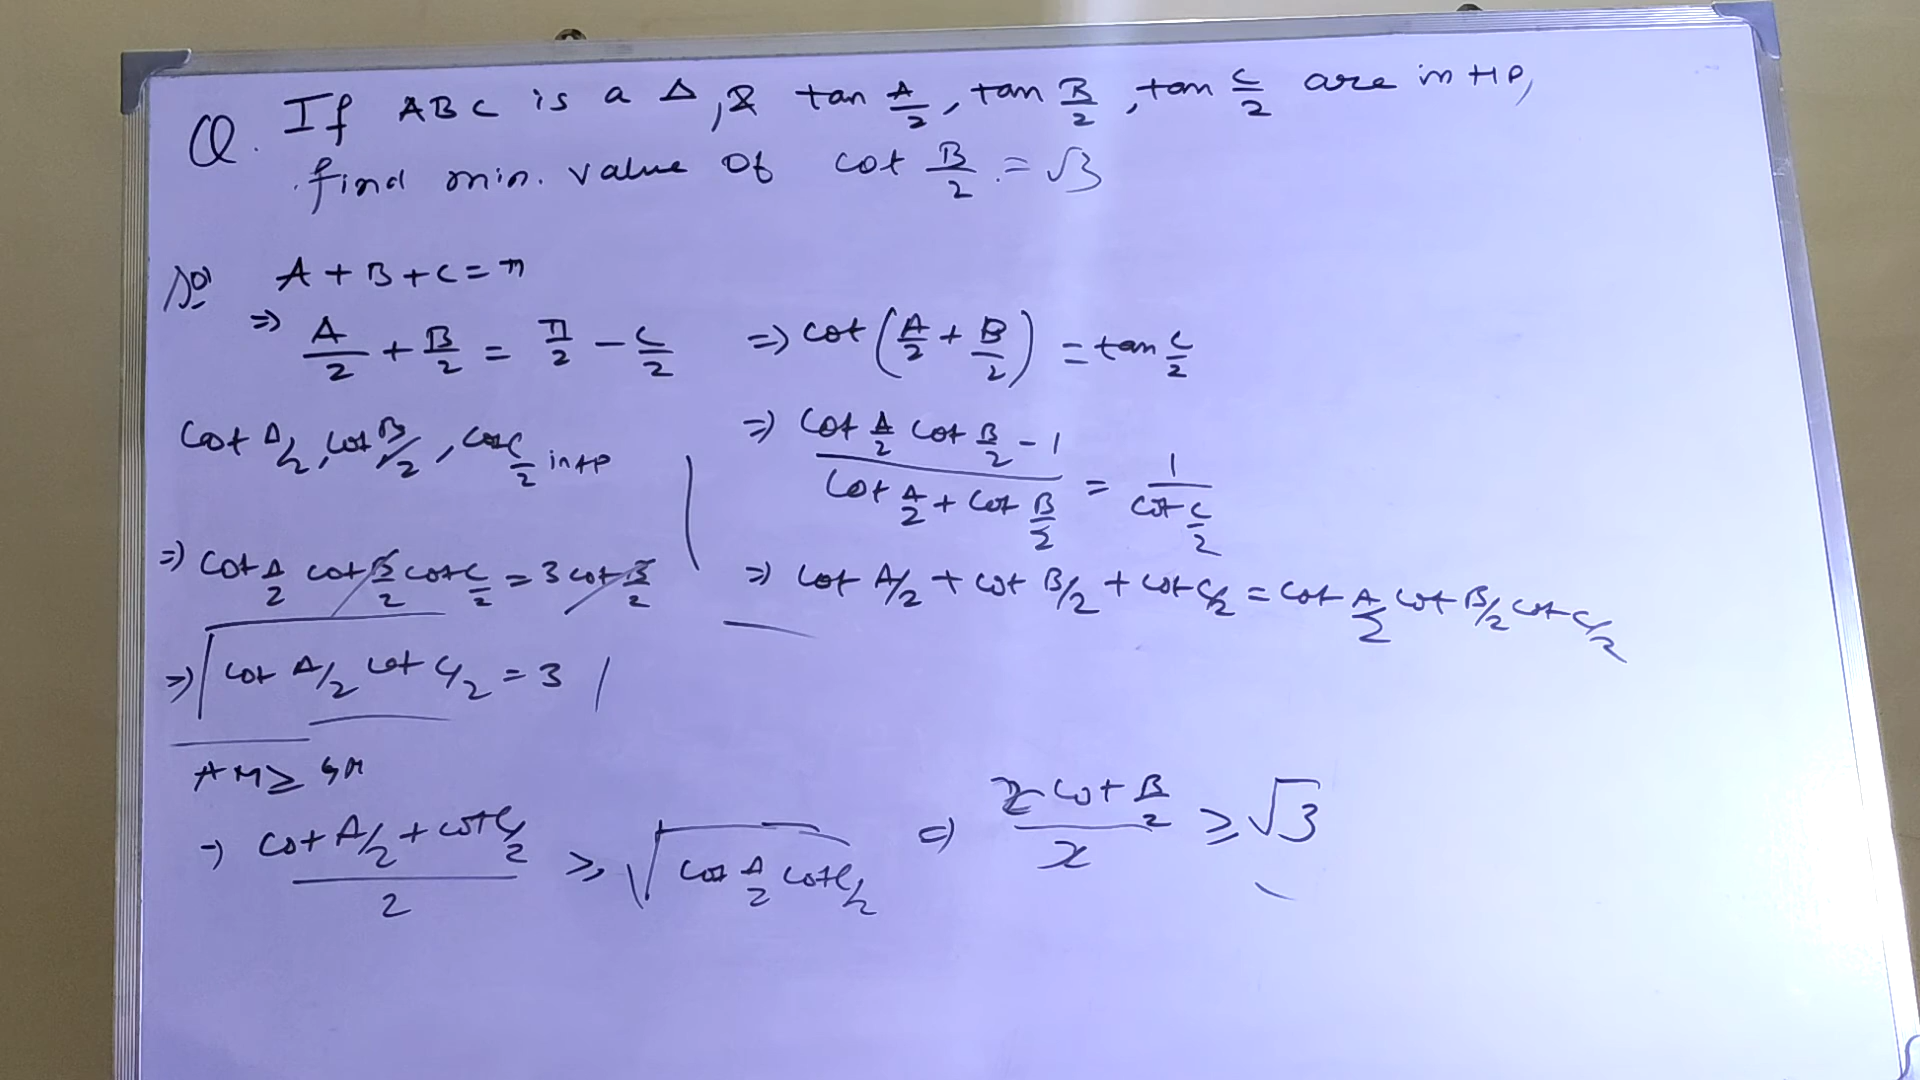 Q. If ABC is a Δ, & tan A/2, tan B/2, tan C/2 are in HP,
find min. value of cot B/2 = √3
Sol A + B + C = π
⇒ A/2 + B/2 = π/2 − C/2 ⇒ cot (A/2 + B/2) = tan C/2
cot A/2, cot B/2, cot C/2 in AP
⇒ (cot A/2 cot B/2 − 1)/(cot A/2 + cot B/2) = 1/(cot C/2)
⇒ cot A/2 cot B/2 cot C/2 = 3 cot B/2
⇒ cot A/2 + cot B/2 + cot C/2 = cot A/2 cot B/2 cot C/2
⇒ cot A/2 cot C/2 = 3
AM ≥ GM
→ (cot A/2 + cot C/2)/2 ≥ √(cot A/2 cot C/2) ⇒ (2 cot B/2)/2 ≥ √3